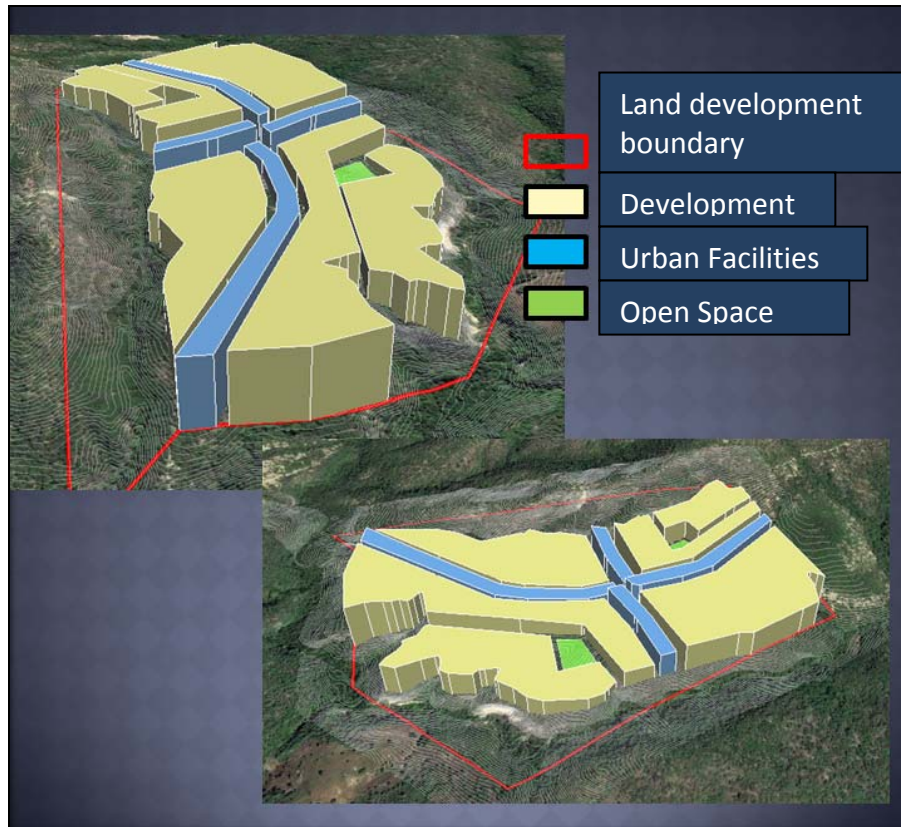 Land development
boundary
Development
Urban Facilities
Open Space